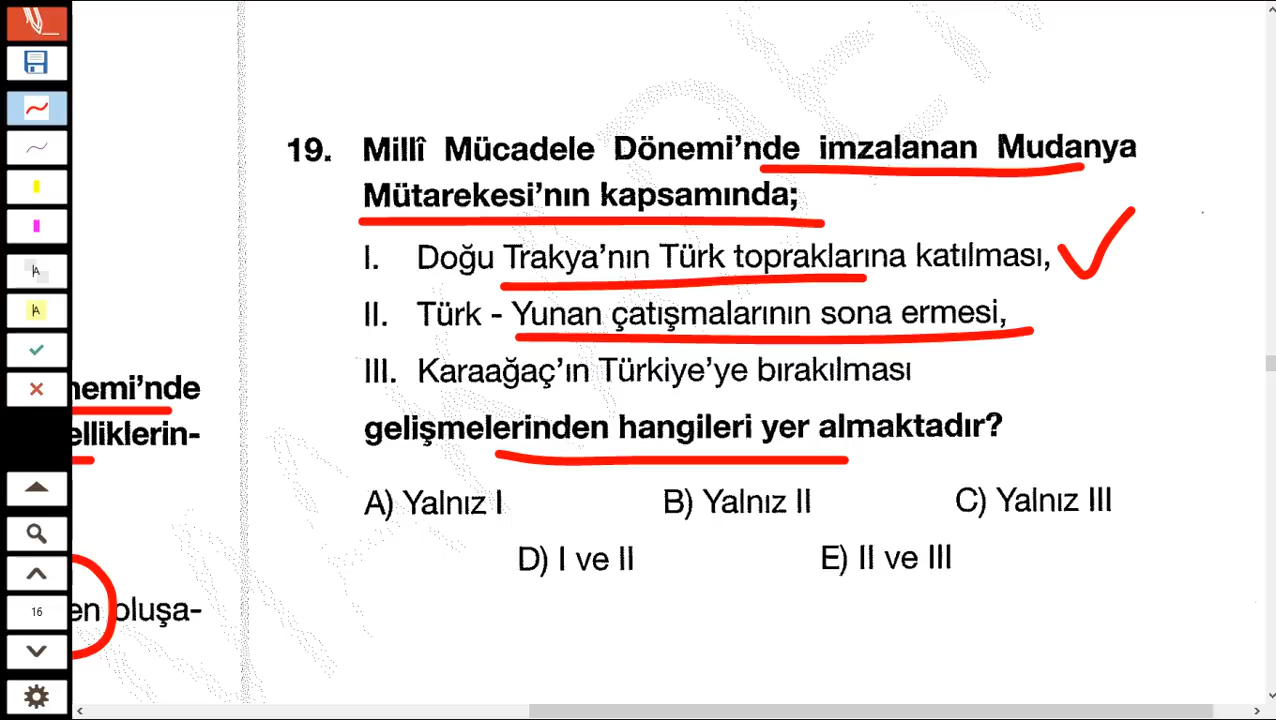 nemi’nde
elliklerin-
en oluşa-
16
19. Millî Mücadele Dönemi’nde imzalanan Mudanya
Mütarekesi’nın kapsamında;
I. Doğu Trakya’nın Türk topraklarına katılması,
II. Türk - Yunan çatışmalarının sona ermesi,
III. Karaağaç’ın Türkiye’ye bırakılması
gelişmelerinden hangileri yer almaktadır?
A) Yalnız I B) Yalnız II C) Yalnız III
D) I ve II E) II ve III